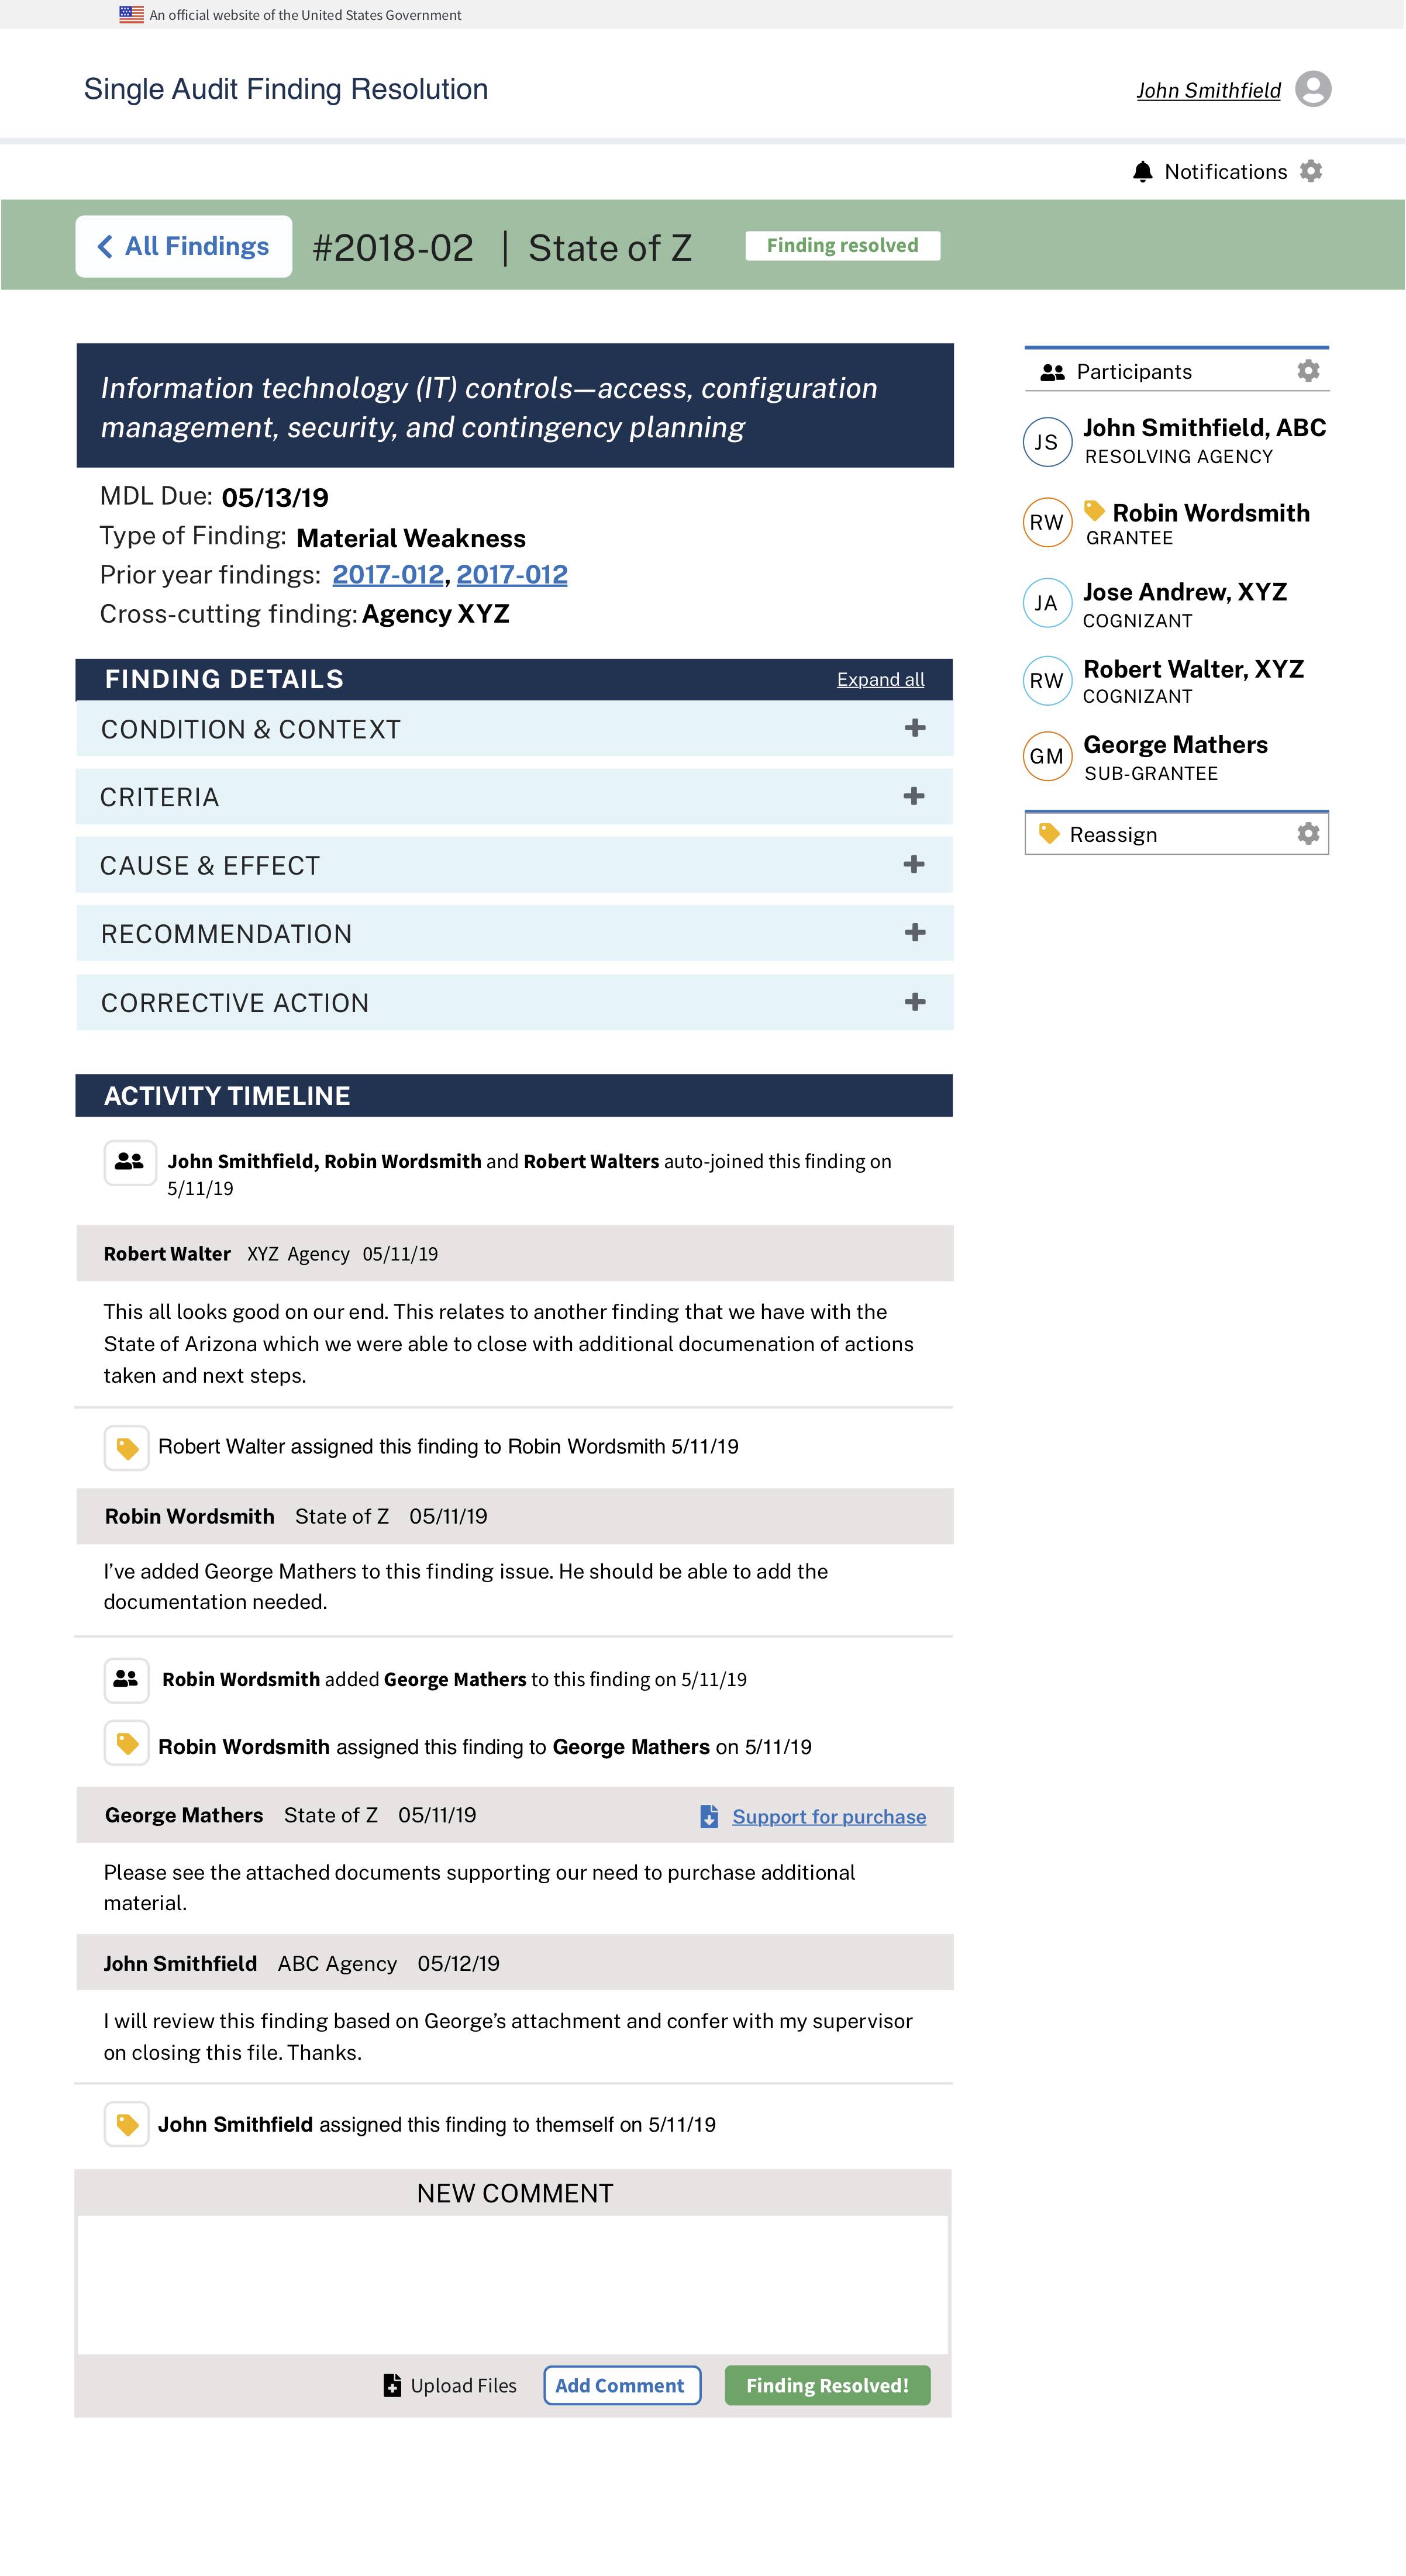 An official website of the United States Government
Single Audit Finding Resolution
John Smithfield
Notifications
All Findings
#2018-02 | State of Z
Finding resolved
Information technology (IT) controls—access, configuration
management, security, and contingency planning
MDL Due: 05/13/19
Type of Finding: Material Weakness
Prior year findings: 2017-012, 2017-012
Cross-cutting finding: Agency XYZ
Participants
JS
John Smithfield, ABC
RESOLVING AGENCY
RW
Robin Wordsmith
GRANTEE
JA
Jose Andrew, XYZ
COGNIZANT
RW
Robert Walter, XYZ
COGNIZANT
GM
George Mathers
SUB-GRANTEE
Reassign
FINDING DETAILS
Expand all
CONDITION & CONTEXT
CRITERIA
CAUSE & EFFECT
RECOMMENDATION
CORRECTIVE ACTION
ACTIVITY TIMELINE
John Smithfield, Robin Wordsmith and Robert Walters auto-joined this finding on
5/11/19
Robert Walter XYZ Agency 05/11/19
This all looks good on our end. This relates to another finding that we have with the
State of Arizona which we were able to close with additional documenation of actions
taken and next steps.
Robert Walter assigned this finding to Robin Wordsmith 5/11/19
Robin Wordsmith State of Z 05/11/19
I’ve added George Mathers to this finding issue. He should be able to add the
documentation needed.
Robin Wordsmith added George Mathers to this finding on 5/11/19
Robin Wordsmith assigned this finding to George Mathers on 5/11/19
George Mathers State of Z 05/11/19
Support for purchase
Please see the attached documents supporting our need to purchase additional
material.
John Smithfield ABC Agency 05/12/19
I will review this finding based on George’s attachment and confer with my supervisor
on closing this file. Thanks.
John Smithfield assigned this finding to themself on 5/11/19
NEW COMMENT
Upload Files
Add Comment
Finding Resolved!